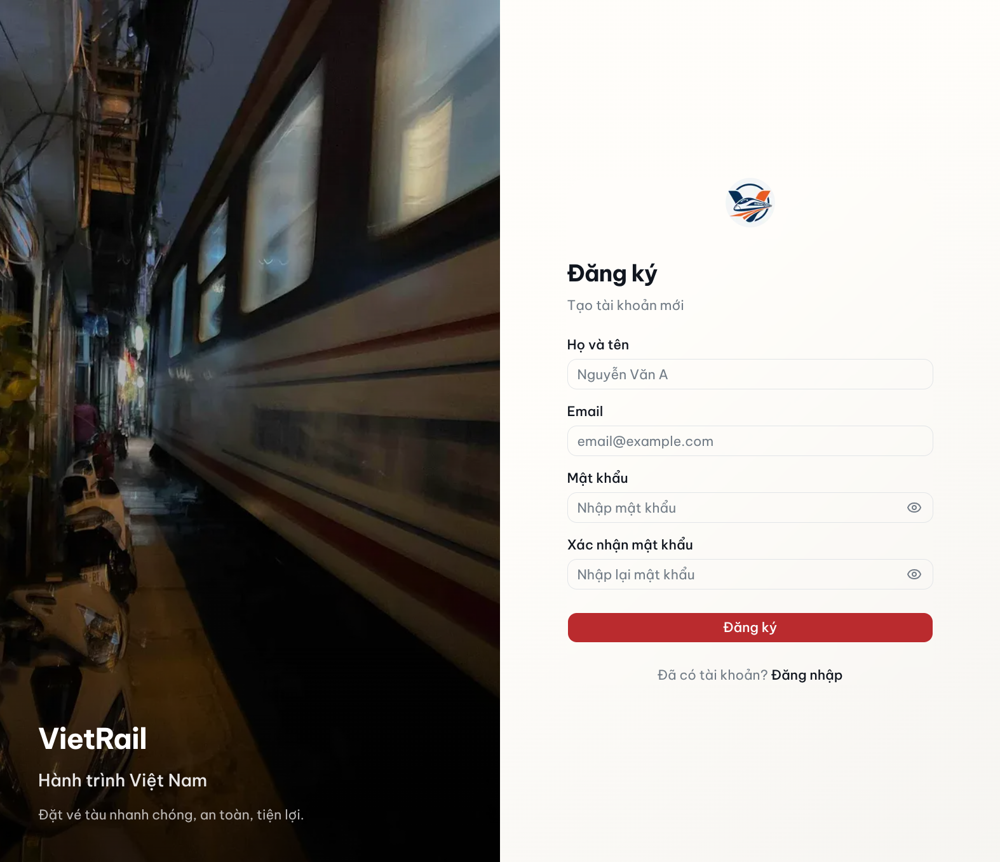 VietRail
Hành trình Việt Nam
Đặt vé tàu nhanh chóng, an toàn, tiện lợi.
Đăng ký
Tạo tài khoản mới
Họ và tên
Nguyễn Văn A
Email
email@example.com
Mật khẩu
Nhập mật khẩu
Xác nhận mật khẩu
Nhập lại mật khẩu
Đăng ký
Đã có tài khoản? Đăng nhập